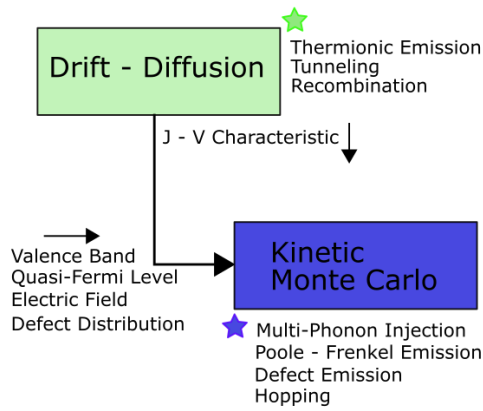 Drift - Diffusion
Thermionic Emission
Tunneling
Recombination
J - V Characteristic
Valence Band
Quasi-Fermi Level
Electric Field
Defect Distribution
Kinetic
Monte Carlo
Multi-Phonon Injection
Poole - Frenkel Emission
Defect Emission
Hopping